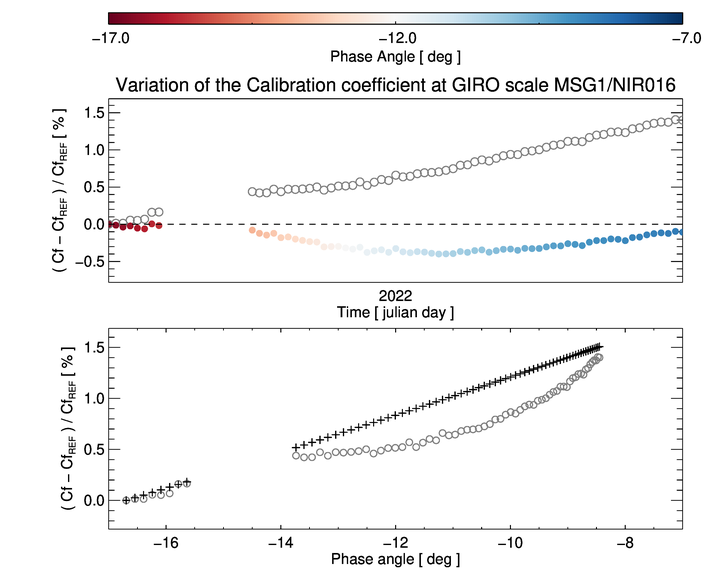 −17.0 −12.0 −7.0
Phase Angle [ deg ]
Variation of the Calibration coefficient at GIRO scale MSG1/NIR016
( Cf − Cf_REF ) / Cf_REF [ % ]
1.5
1.0
0.5
0.0
−0.5
2022
Time [ julian day ]
( Cf − Cf_REF ) / Cf_REF [ % ]
1.5
1.0
0.5
0.0
−16 −14 −12 −10 −8
Phase angle [ deg ]